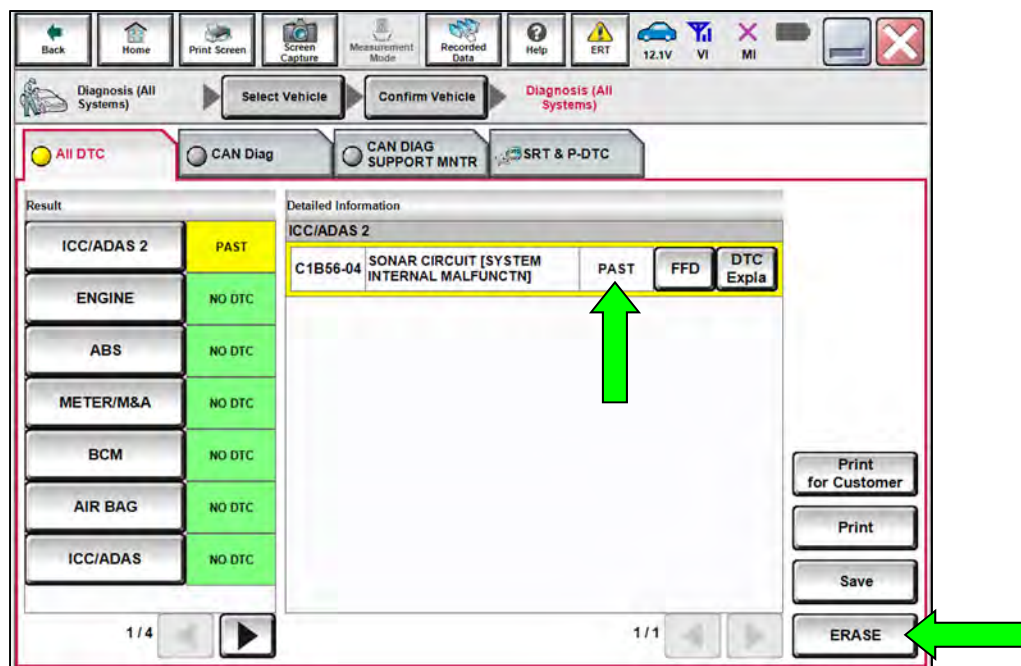 Back
Home
Print Screen
Screen
Capture
Measurement
Mode
Recorded
Data
Help
ERT
12.1V
VI
MI
Diagnosis (All
Systems)
Select Vehicle
Confirm Vehicle
Diagnosis (All
Systems)
All DTC
CAN Diag
CAN DIAG
SUPPORT MNTR
SRT & P-DTC
Result
ICC/ADAS 2
PAST
ENGINE
NO DTC
ABS
NO DTC
METER/M&A
NO DTC
BCM
NO DTC
AIR BAG
NO DTC
ICC/ADAS
NO DTC
1/4
Detailed Information
ICC/ADAS 2
C1B56-04
SONAR CIRCUIT [SYSTEM
INTERNAL MALFUNCTN]
PAST
FFD
DTC
Expla
1/1
Print
for Customer
Print
Save
ERASE